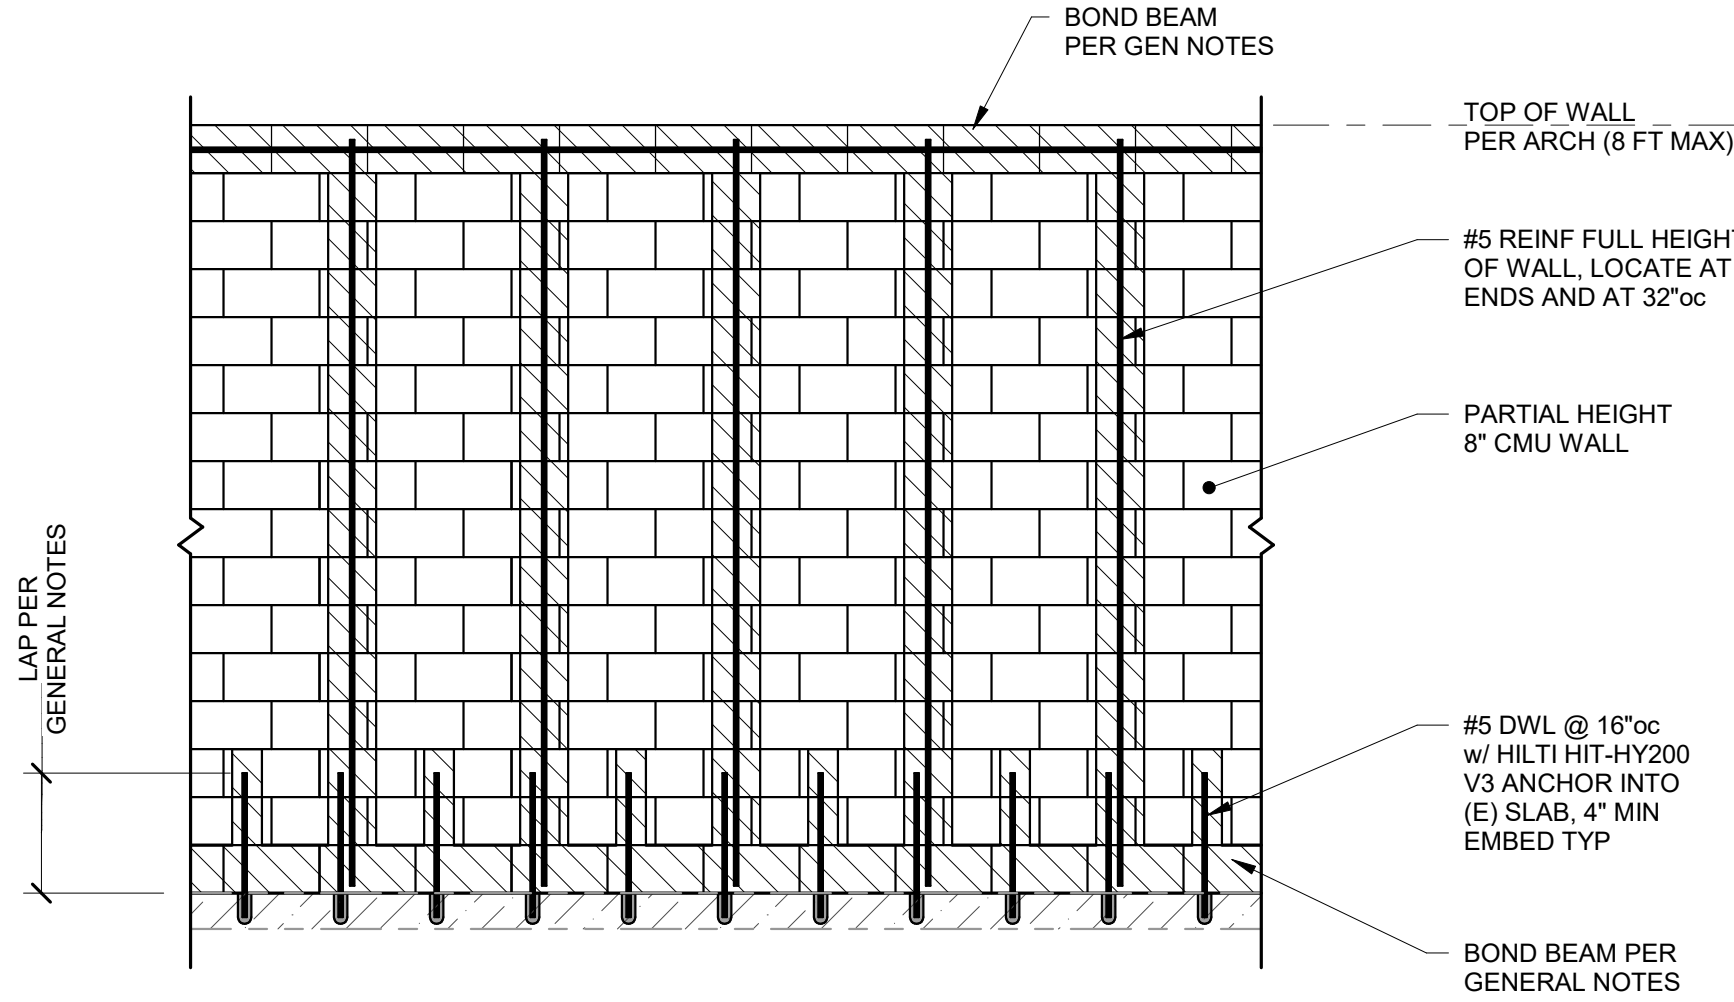 BOND BEAM
PER GEN NOTES
TOP OF WALL
PER ARCH (8 FT MAX)
#5 REINF FULL HEIGHT
OF WALL, LOCATE AT
ENDS AND AT 32"oc
PARTIAL HEIGHT
8" CMU WALL
LAP PER
GENERAL NOTES
#5 DWL @ 16"oc
w/ HILTI HIT-HY200
V3 ANCHOR INTO
(E) SLAB, 4" MIN
EMBED TYP
BOND BEAM PER
GENERAL NOTES